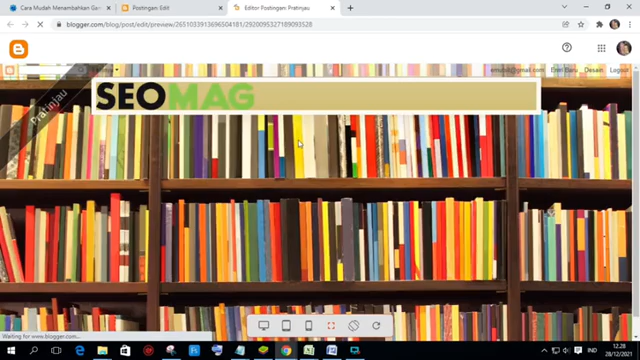 Cara Mudah Menambahkan Gam
Postingan: Edit
Editor Postingan: Pratinjau
blogger.com/blog/post/edit/preview/2651033913696504181/2920095327189093528
Pratinjau
Entri Baru
Desain
Logout
SEOMAG
Waiting for www.blogger.com...
IND
12.28
28/12/2021